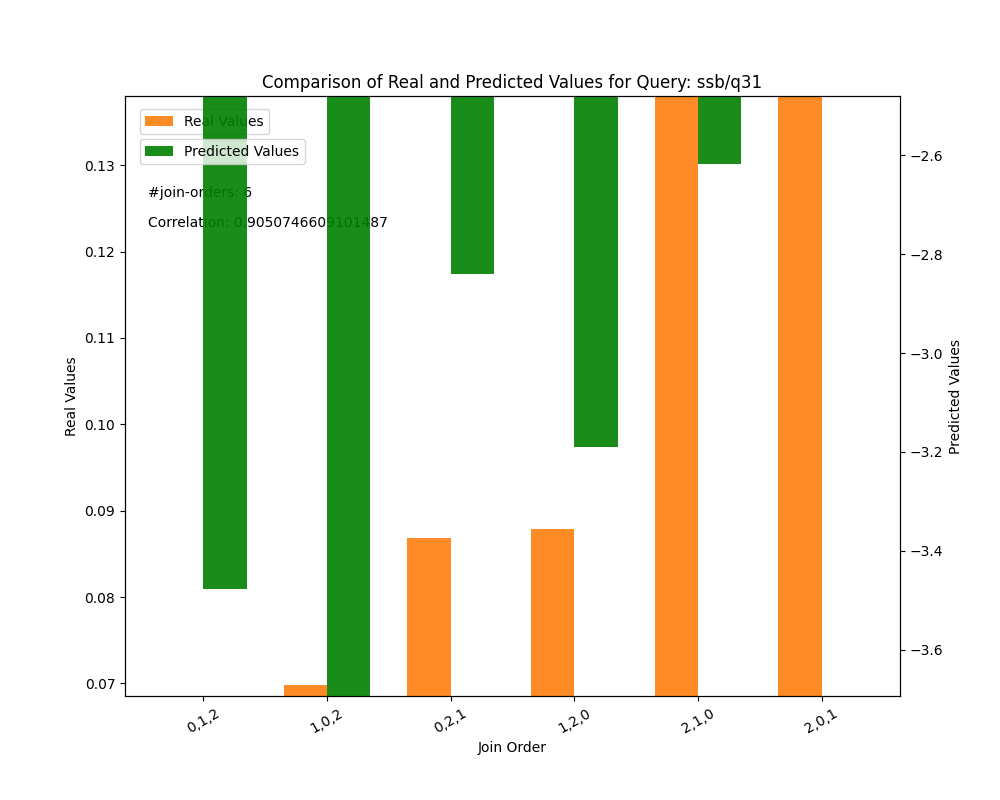 Comparison of Real and Predicted Values for Query: ssb/q31
Real Values
Predicted Values
#join-orders: 6
Correlation: 0.9050746609101487
0.13
0.12
0.11
0.10
0.09
0.08
0.07
Real Values
−2.6
−2.8
−3.0
−3.2
−3.4
−3.6
Predicted Values
0,1,2
1,0,2
0,2,1
1,2,0
2,1,0
2,0,1
Join Order